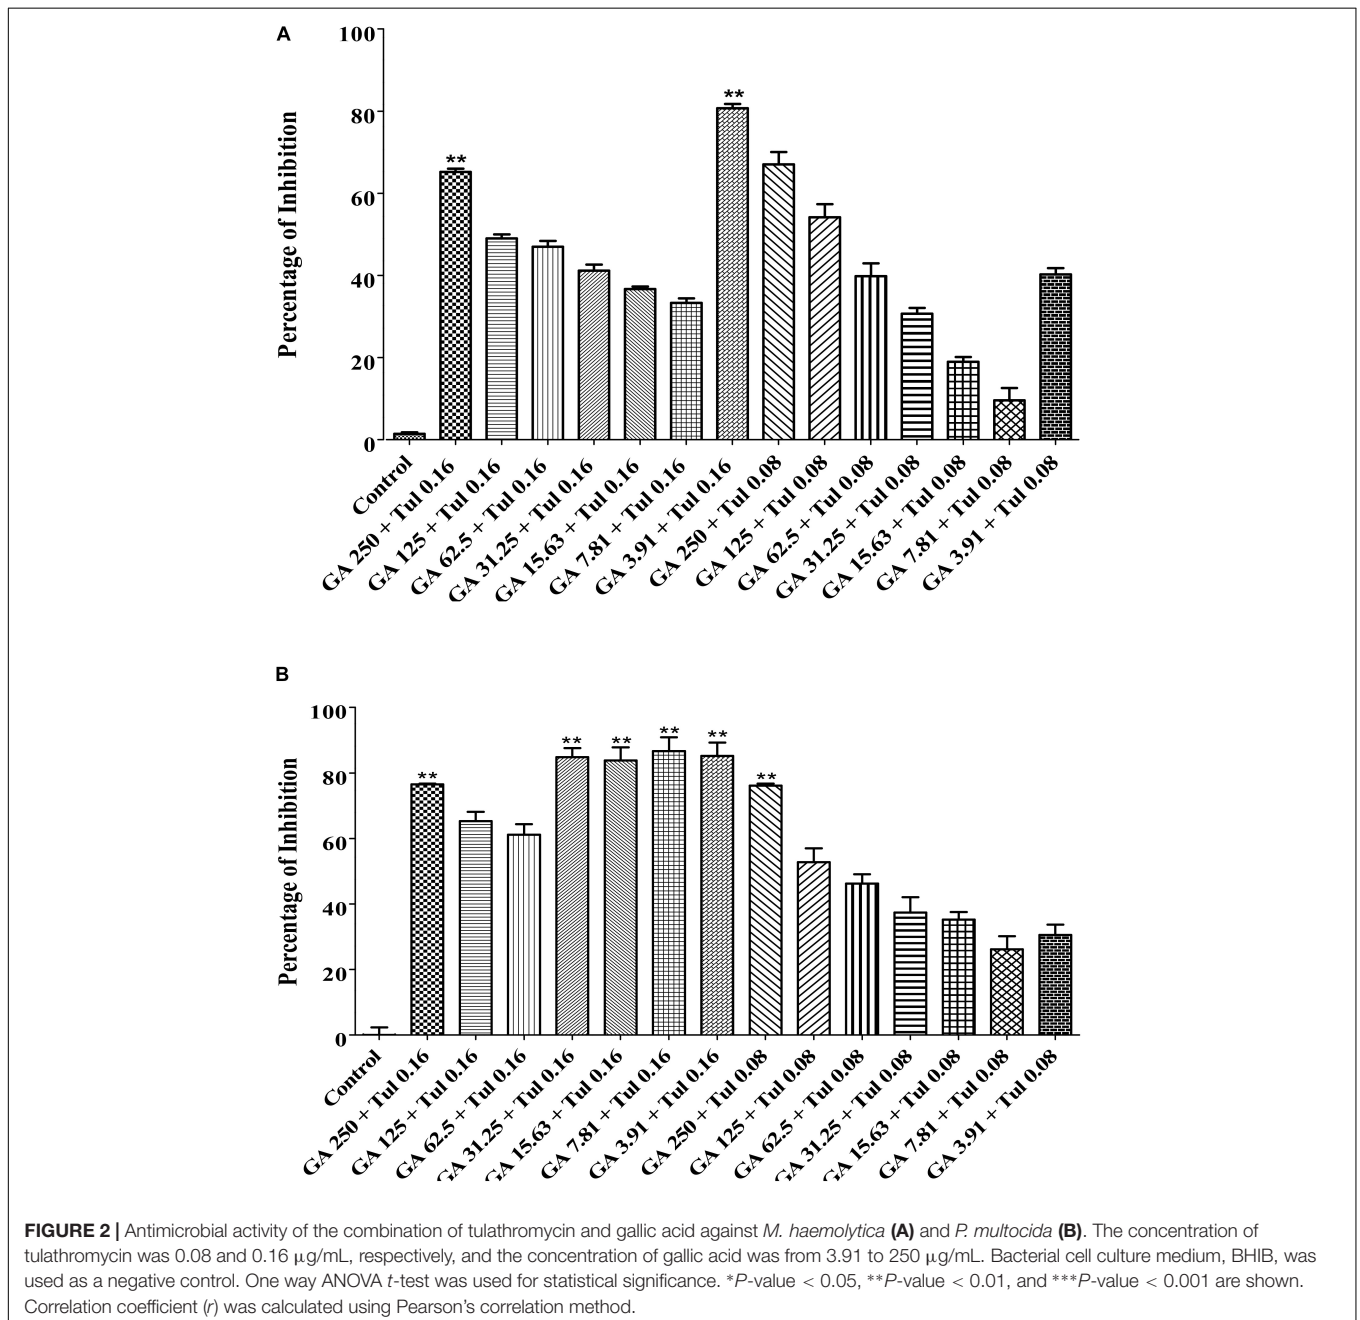 A
100
80
60
40
20
0
Percentage of Inhibition
**
**
Control
GA 250 + Tul 0.16
GA 125 + Tul 0.16
GA 62.5 + Tul 0.16
GA 31.25 + Tul 0.16
GA 15.63 + Tul 0.16
GA 7.81 + Tul 0.16
GA 3.91 + Tul 0.16
GA 250 + Tul 0.08
GA 125 + Tul 0.08
GA 62.5 + Tul 0.08
GA 31.25 + Tul 0.08
GA 15.63 + Tul 0.08
GA 7.81 + Tul 0.08
GA 3.91 + Tul 0.08
B
100
80
60
40
20
0
Percentage of Inhibition
**
**
**
**
**
**
Control
GA 250 + Tul 0.16
GA 125 + Tul 0.16
GA 62.5 + Tul 0.16
GA 31.25 + Tul 0.16
GA 15.63 + Tul 0.16
GA 7.81 + Tul 0.16
GA 3.91 + Tul 0.16
GA 250 + Tul 0.08
GA 125 + Tul 0.08
GA 62.5 + Tul 0.08
GA 31.25 + Tul 0.08
GA 15.63 + Tul 0.08
GA 7.81 + Tul 0.08
GA 3.91 + Tul 0.08
FIGURE 2 | Antimicrobial activity of the combination of tulathromycin and gallic acid against M. haemolytica (A) and P. multocida (B). The concentration of
tulathromycin was 0.08 and 0.16 μg/mL, respectively, and the concentration of gallic acid was from 3.91 to 250 μg/mL. Bacterial cell culture medium, BHIB, was
used as a negative control. One way ANOVA t-test was used for statistical significance. *P-value < 0.05, **P-value < 0.01, and ***P-value < 0.001 are shown.
Correlation coefficient (r) was calculated using Pearson's correlation method.